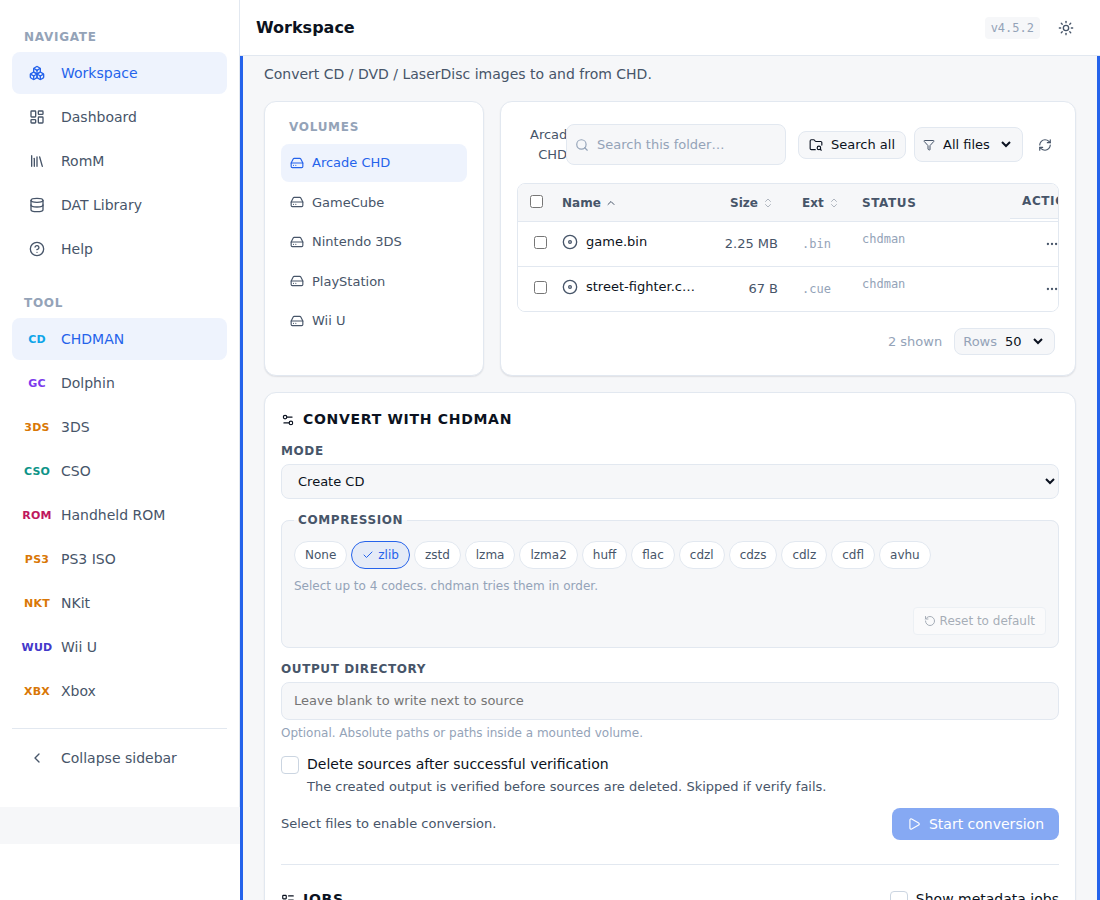 NAVIGATE
Workspace
Dashboard
RomM
DAT Library
Help
TOOL
CD CHDMAN
GC Dolphin
3DS 3DS
CSO CSO
ROM Handheld ROM
PS3 PS3 ISO
NKT NKit
WUD Wii U
XBX Xbox
Collapse sidebar
Workspace
v4.5.2
Convert CD / DVD / LaserDisc images to and from CHD.
VOLUMES
Arcade CHD
GameCube
Nintendo 3DS
PlayStation
Wii U
Arcad
CHD
Search this folder...
Search all
All files
Name Size Ext STATUS ACTIO
game.bin 2.25 MB .bin chdman ...
street-fighter.c... 67 B .cue chdman ...
2 shown Rows 50
CONVERT WITH CHDMAN
MODE
Create CD
COMPRESSION
None zlib zstd lzma lzma2 huff flac cdzl cdzs cdlz cdfl avhu
Select up to 4 codecs. chdman tries them in order.
Reset to default
OUTPUT DIRECTORY
Leave blank to write next to source
Optional. Absolute paths or paths inside a mounted volume.
Delete sources after successful verification
The created output is verified before sources are deleted. Skipped if verify fails.
Select files to enable conversion.
Start conversion
JOBS
Show metadata jobs